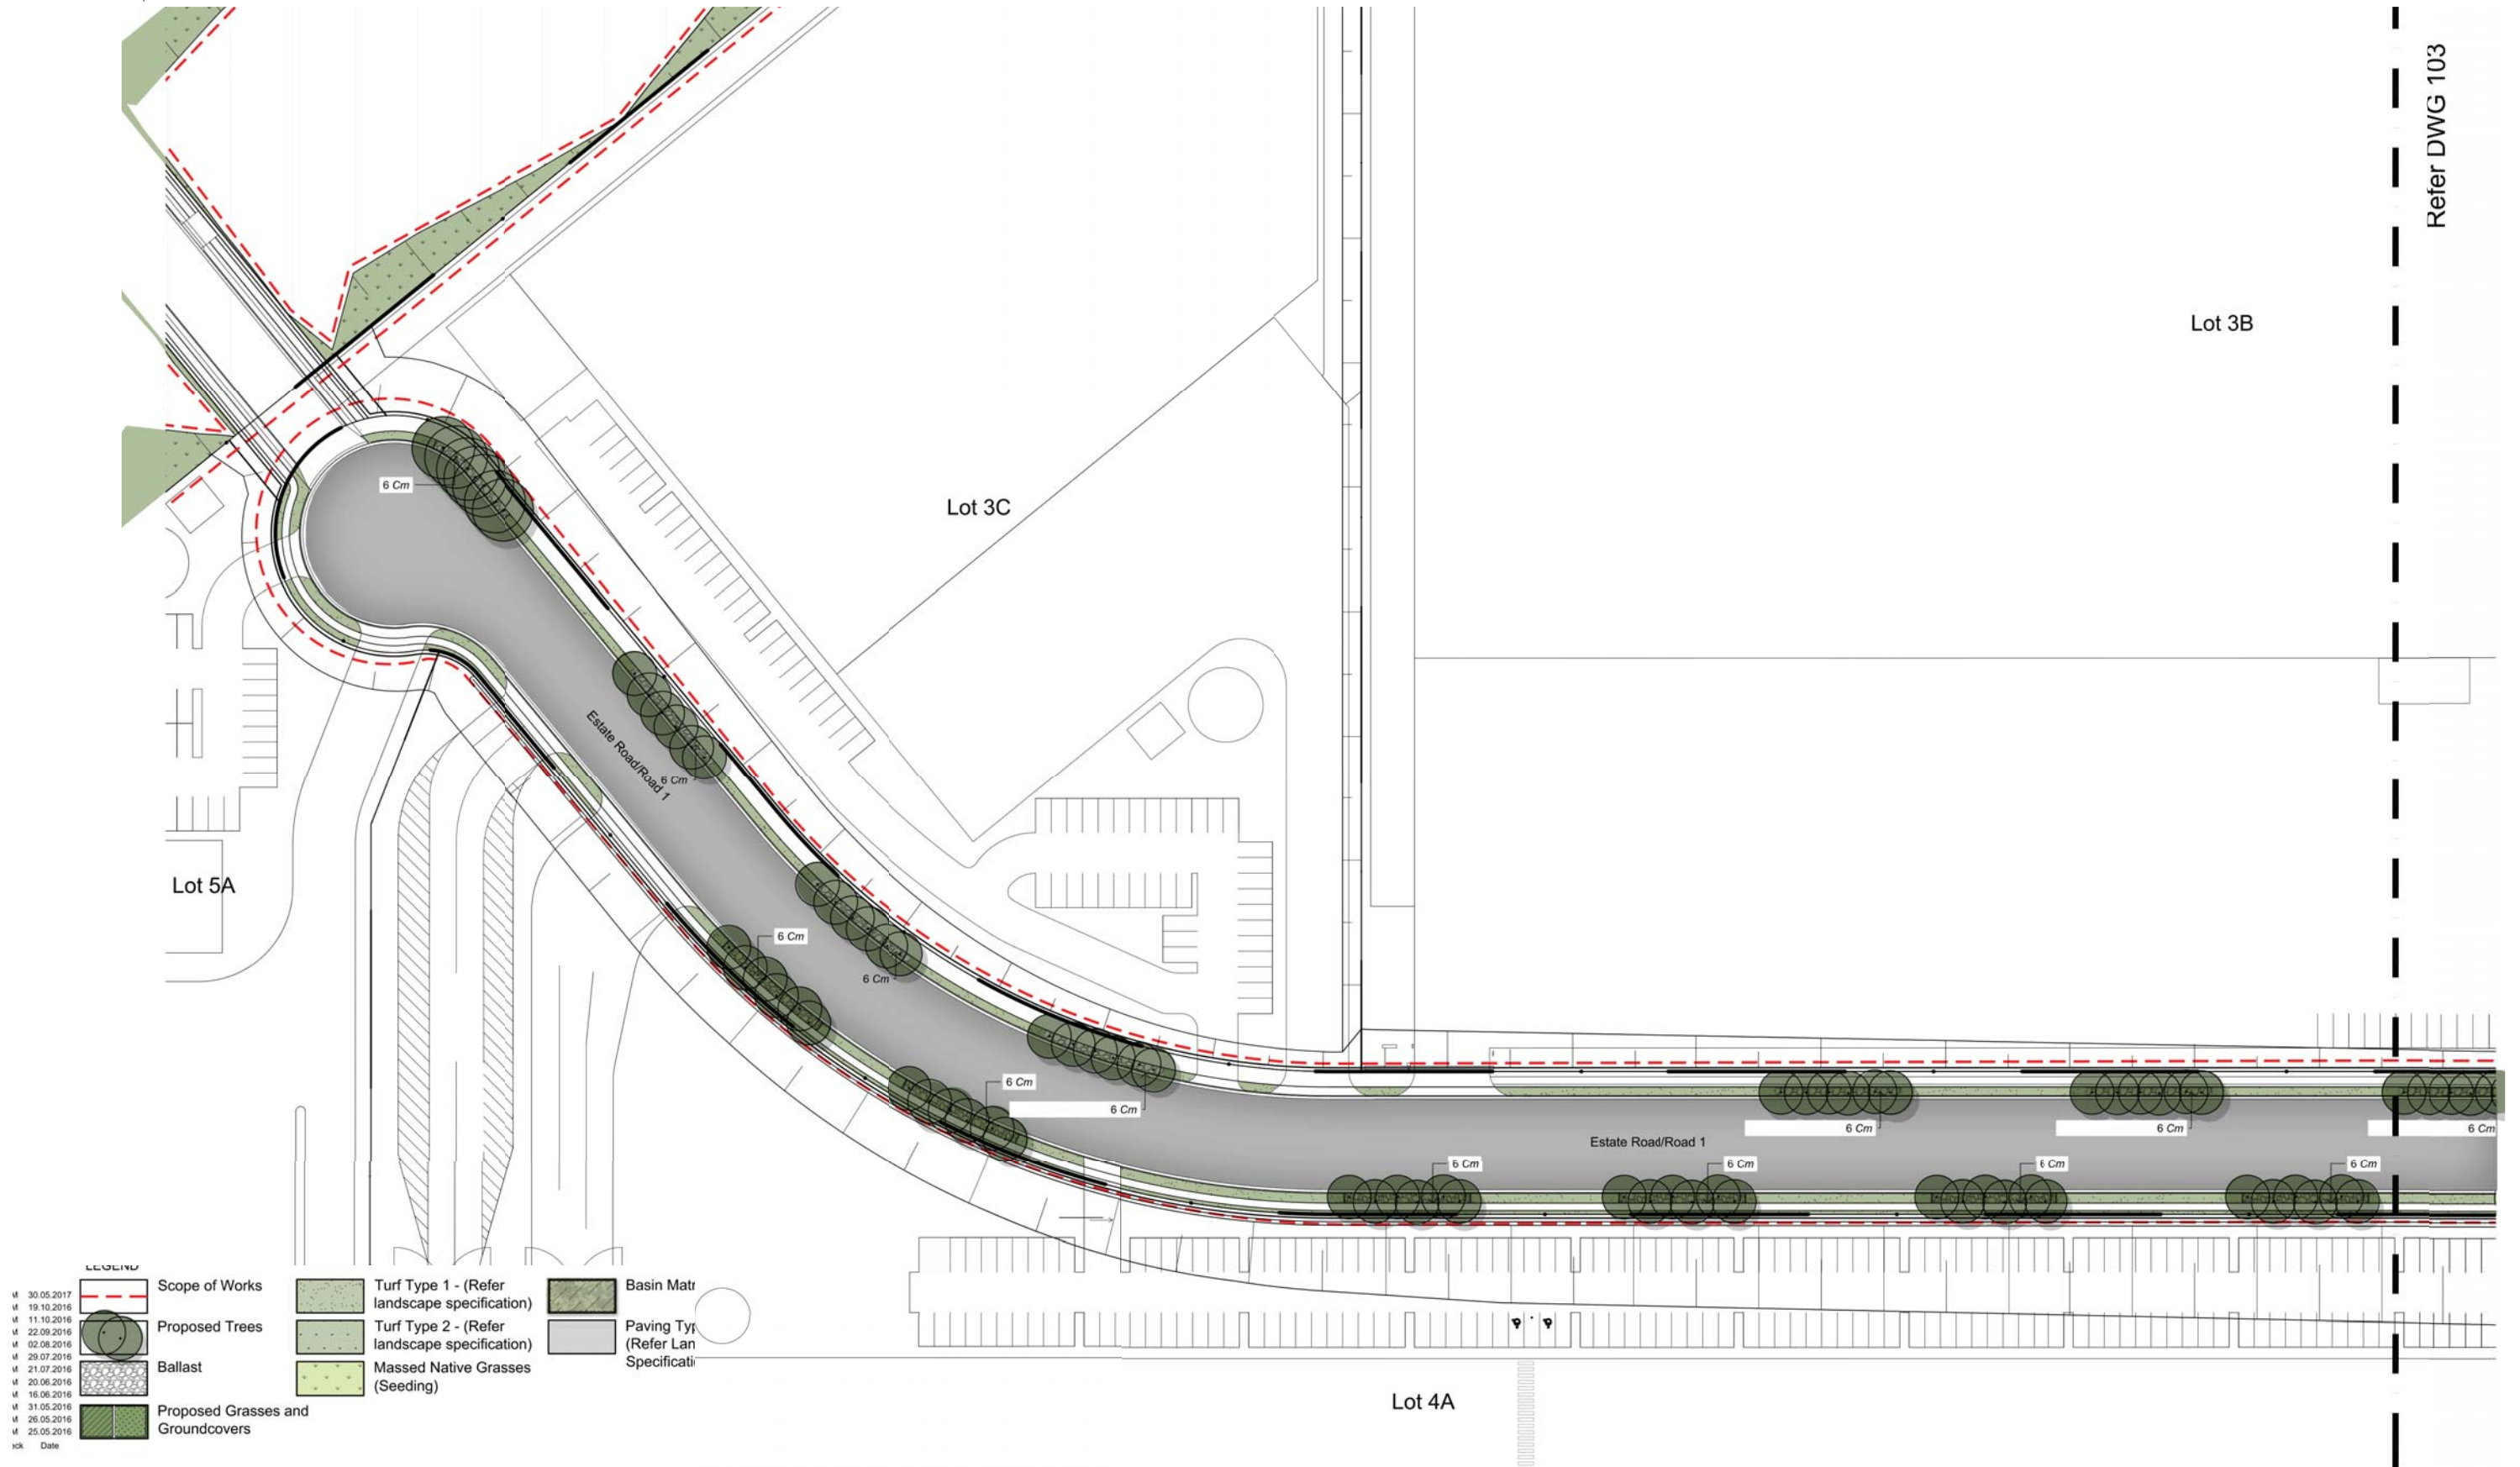 Refer DWG 103
Lot 3B
Lot 3C
6 Cm
Estate Road/Road 1
6 Cm
Lot 5A
6 Cm
6 Cm
6 Cm
6 Cm
6 Cm
6 Cm
6 Cm
Estate Road/Road 1
6 Cm
6 Cm
6 Cm
6 Cm
Lot 4A
LEGEND
Scope of Works
Proposed Trees
Ballast
Proposed Grasses and
Groundcovers
Turf Type 1 - (Refer
landscape specification)
Turf Type 2 - (Refer
landscape specification)
Massed Native Grasses
(Seeding)
Basin
Paving
(Refer
30.05.2017
19.10.2016
11.10.2016
22.09.2016
02.08.2016
29.07.2016
21.07.2016
20.06.2016
16.06.2016
31.05.2016
26.05.2016
25.05.2016
Date